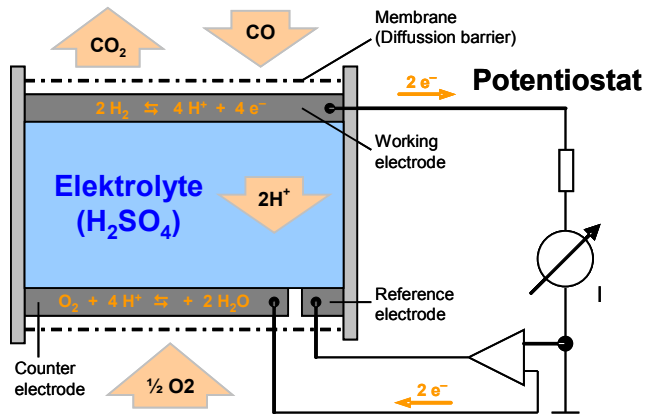 CO₂
CO
Membrane
(Diffussion barrier)
2 e⁻
Potentiostat
2 H₂ ⇆ 4 H⁺ + 4 e⁻
Working
electrode
Elektrolyte
(H₂SO₄)
2H⁺
I
O₂ + 4 H⁺ ⇆ + 2 H₂O
Reference
electrode
Counter
electrode
½ O2
2 e⁻